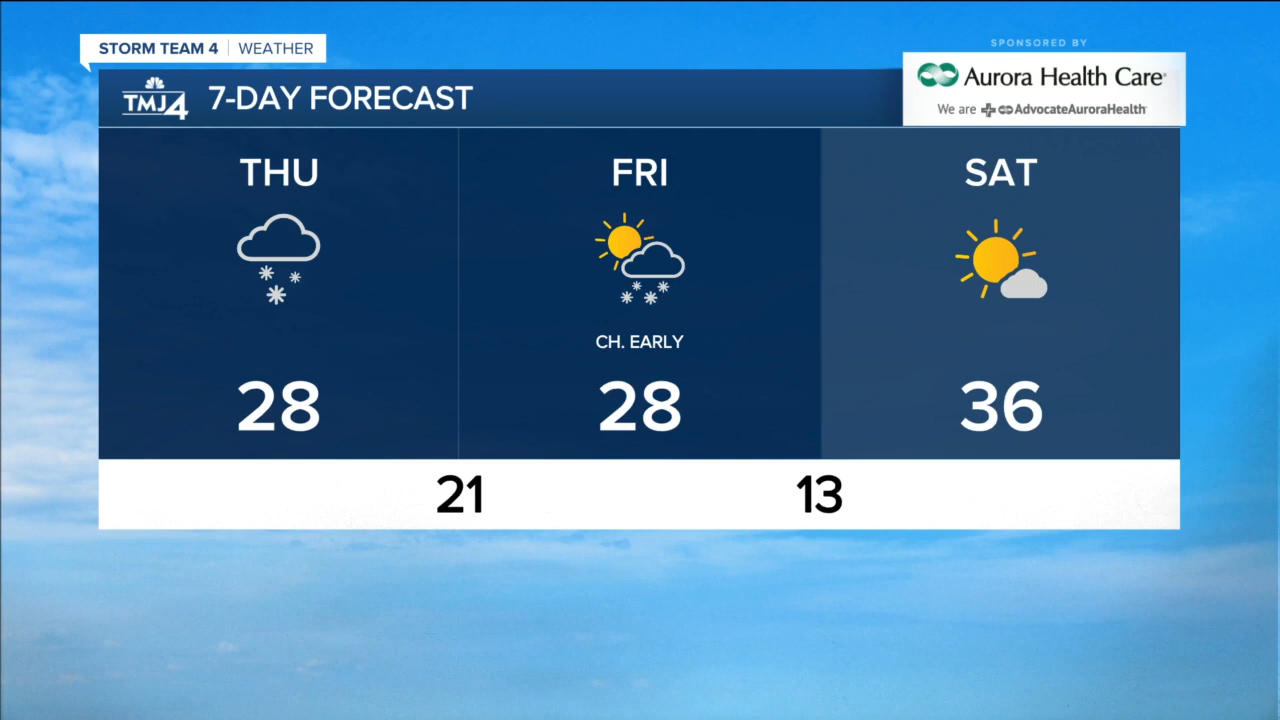 STORM TEAM 4 | WEATHER
SPONSORED BY
Aurora Health Care®
We are AdvocateAuroraHealth
TMJ4 7-DAY FORECAST
THU FRI SAT
CH. EARLY
28 28 36
21 13